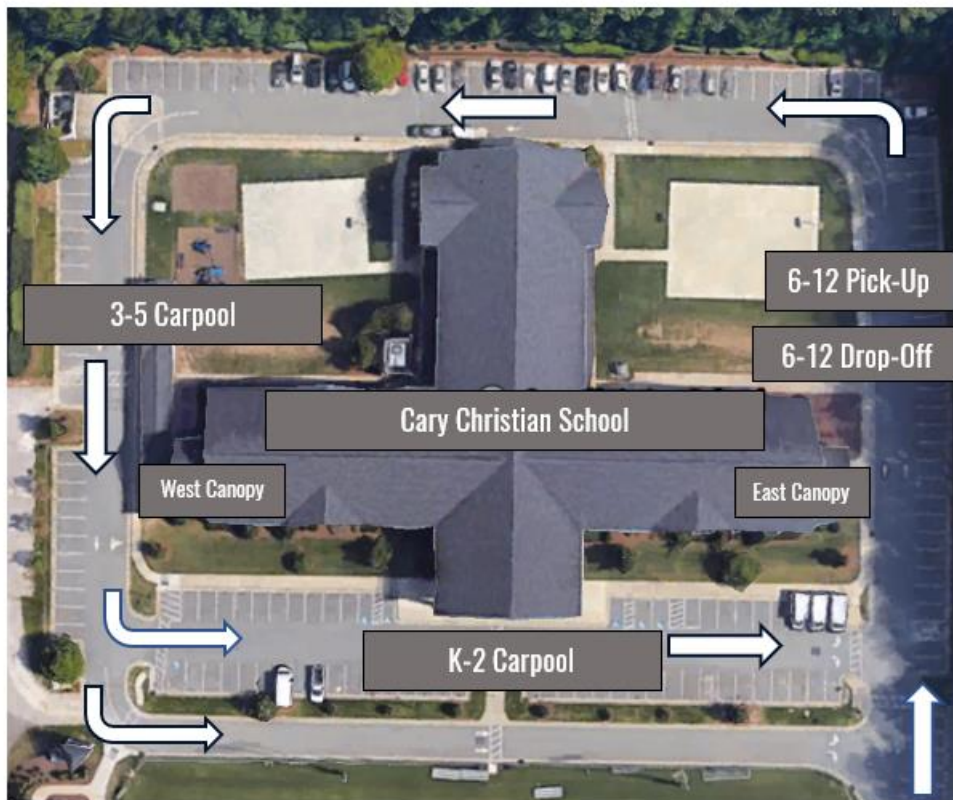 6-12 Pick-Up
3-5 Carpool
6-12 Drop-Off
Cary Christian School
West Canopy
East Canopy
K-2 Carpool